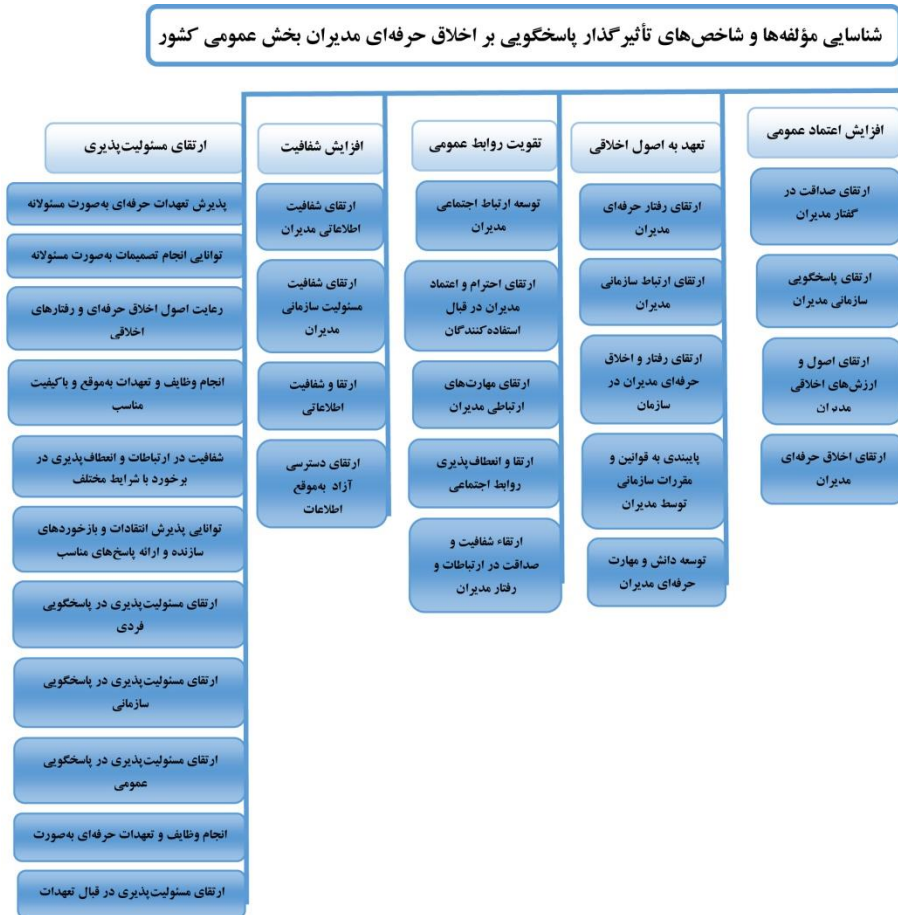 شناسایی مؤلفه‌ها و شاخص‌های تأثیرگذار پاسخگویی بر اخلاق حرفه‌ای مدیران بخش عمومی کشور
افزایش اعتماد عمومی
ارتقای صداقت در
گفتار مدیران
ارتقای پاسخگویی
سازمانی مدیران
ارتقای اصول و
ارزش‌های اخلاقی
مدیران
ارتقای اخلاق حرفه‌ای
مدیران
تعهد به اصول اخلاقی
ارتقای رفتار حرفه‌ای
مدیران
ارتقای ارتباط سازمانی
مدیران
ارتقای رفتار و اخلاق
حرفه‌ای مدیران در
سازمان
پایبندی به قوانین و
مقررات سازمانی
توسط مدیران
توسعه دانش و مهارت
حرفه‌ای مدیران
تقویت روابط عمومی
توسعه ارتباط اجتماعی
مدیران
ارتقای احترام و اعتماد
مدیران در قبال
استفاده‌کنندگان
ارتقای مهارت‌های
ارتباطی مدیران
ارتقا و انعطاف‌پذیری
روابط اجتماعی
ارتقاء شفافیت و
صداقت در ارتباطات و
رفتار مدیران
افزایش شفافیت
ارتقای شفافیت
اطلاعاتی مدیران
ارتقای شفافیت
مسئولیت سازمانی
مدیران
ارتقا و شفافیت
اطلاعاتی
ارتقای دسترسی
آزاد به‌موقع
اطلاعات
ارتقای مسئولیت‌پذیری
پذیرش تعهدات حرفه‌ای به‌صورت مسئولانه
توانایی انجام تصمیمات به‌صورت مسئولانه
رعایت اصول اخلاق حرفه‌ای و رفتارهای
اخلاقی
انجام وظایف و تعهدات به‌موقع و باکیفیت
مناسب
شفافیت در ارتباطات و انعطاف‌پذیری در
برخورد با شرایط مختلف
توانایی پذیرش انتقادات و بازخوردهای
سازنده و ارائه پاسخ‌های مناسب
ارتقای مسئولیت‌پذیری در پاسخگویی
فردی
ارتقای مسئولیت‌پذیری در پاسخگویی
سازمانی
ارتقای مسئولیت‌پذیری در پاسخگویی
عمومی
انجام وظایف و تعهدات حرفه‌ای به‌صورت
ارتقای مسئولیت‌پذیری در قبال تعهدات